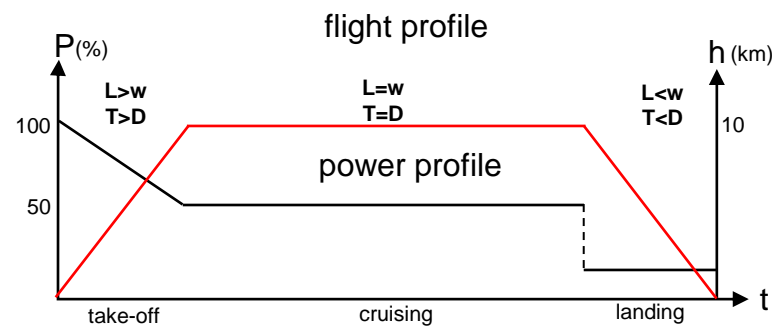 flight profile
P(%)
h (km)
L>w
T>D
L=w
T=D
L<w
T<D
100
10
power profile
50
t
take-off
cruising
landing